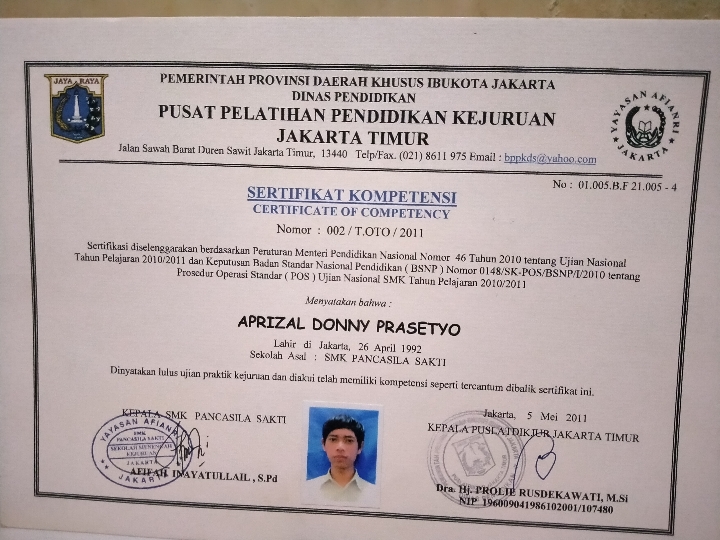 JAYA RAYA
PEMERINTAH PROVINSI DAERAH KHUSUS IBUKOTA JAKARTA
DINAS PENDIDIKAN
PUSAT PELATIHAN PENDIDIKAN KEJURUAN
JAKARTA TIMUR
Jalan Sawah Barat Duren Sawit Jakarta Timur, 13440 Telp/Fax. (021) 8611 975 Email : bppkds@yahoo.com
YAYASAN AFIANRI
JAKARTA
No : 01.005.B.F 21.005 - 4
SERTIFIKAT KOMPETENSI
CERTIFICATE OF COMPETENCY
Nomor : 002 / T.OTO / 2011
Sertifikasi diselenggarakan berdasarkan Peraturan Menteri Pendidikan Nasional Nomor 46 Tahun 2010 tentang Ujian Nasional
Tahun Pelajaran 2010/2011 dan Keputusan Badan Standar Nasional Pendidikan ( BSNP ) Nomor 0148/SK-POS/BSNP/I/2010 tentang
Prosedur Operasi Standar ( POS ) Ujian Nasional SMK Tahun Pelajaran 2010/2011
Menyatakan bahwa :
APRIZAL DONNY PRASETYO
Lahir di Jakarta, 26 April 1992
Sekolah Asal : SMK PANCASILA SAKTI
Dinyatakan lulus ujian praktik kejuruan dan diakui telah memiliki kompetensi seperti tercantum dibalik sertifikat ini.
KEPALA SMK PANCASILA SAKTI
YAYASAN AFIANRI
SMK
PANCASILA SAKTI
SEKOLAH MENENGAH
KEJURUAN
JAKARTA
JAKARTA
AFIFAH INAYATULLAIL , S.Pd
Jakarta, 5 Mei 2011
KEPALA PUSLATDIKJUR JAKARTA TIMUR
Dra. Hj. PROLIE RUSDEKAWATI, M.Si
NIP 196009041986102001/107480